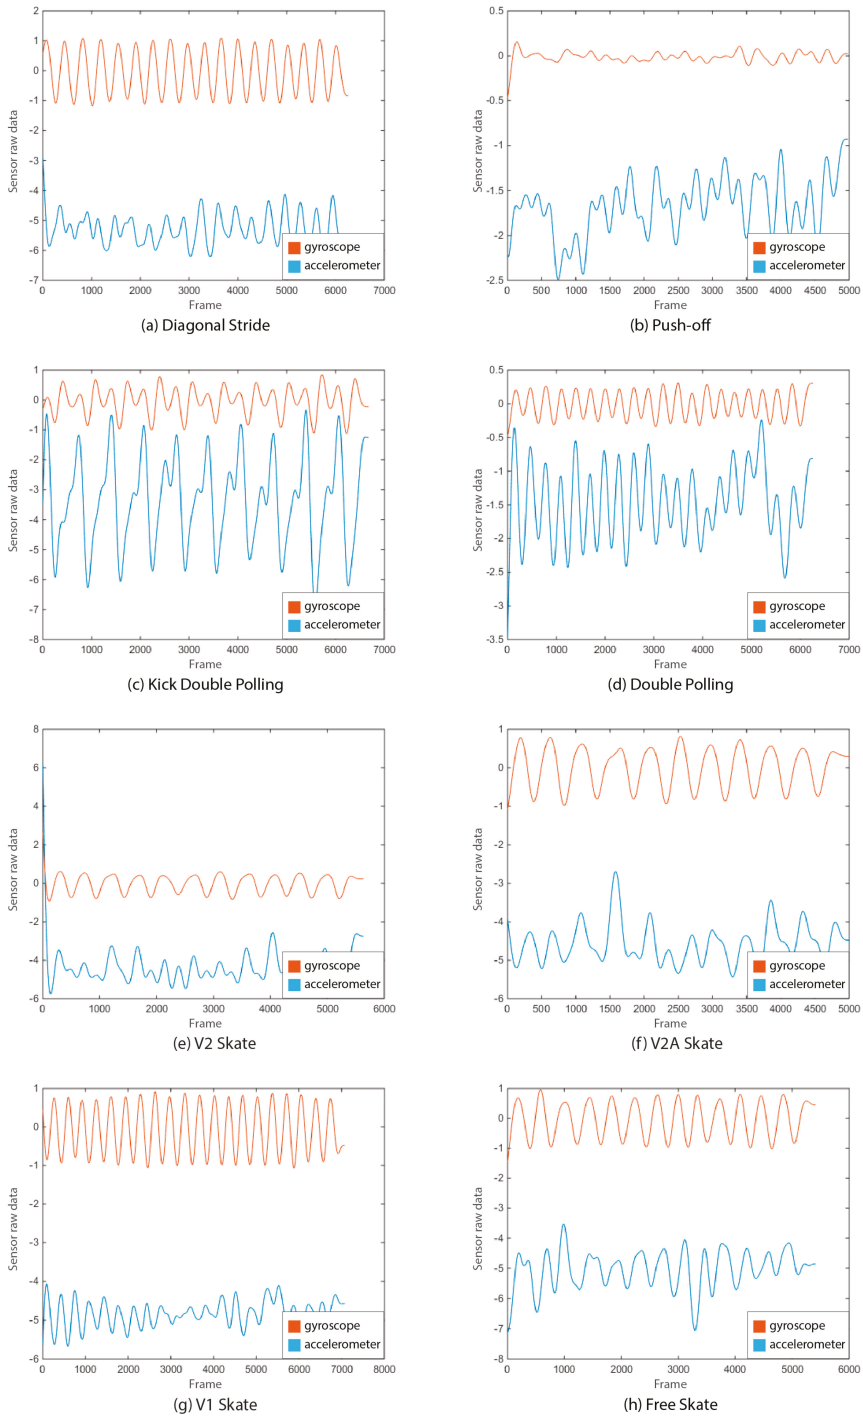 2
1
0
-1
-2
-3
-4
-5
-6
-7
Sensor raw data
0 1000 2000 3000 4000 5000 6000 7000
Frame
gyroscope
accelerometer
(a) Diagonal Stride
0.5
0
-0.5
-1
-1.5
-2
-2.5
Sensor raw data
0 500 1000 1500 2000 2500 3000 3500 4000 4500 5000
Frame
gyroscope
accelerometer
(b) Push-off
1
0
-1
-2
-3
-4
-5
-6
-7
-8
Sensor raw data
0 1000 2000 3000 4000 5000 6000 7000
Frame
gyroscope
accelerometer
(c) Kick Double Polling
0.5
0
-0.5
-1
-1.5
-2
-2.5
-3
-3.5
Sensor raw data
0 1000 2000 3000 4000 5000 6000 7000
Frame
gyroscope
accelerometer
(d) Double Polling
8
6
4
2
0
-2
-4
-6
Sensor raw data
0 1000 2000 3000 4000 5000 6000
Frame
gyroscope
accelerometer
(e) V2 Skate
1
0
-1
-2
-3
-4
-5
-6
Sensor raw data
0 500 1000 1500 2000 2500 3000 3500 4000 4500 5000
Frame
gyroscope
accelerometer
(f) V2A Skate
1
0
-1
-2
-3
-4
-5
-6
Sensor raw data
0 1000 2000 3000 4000 5000 6000 7000 8000
Frame
gyroscope
accelerometer
(g) V1 Skate
1
0
-1
-2
-3
-4
-5
-6
-7
-8
Sensor raw data
0 1000 2000 3000 4000 5000 6000
Frame
gyroscope
accelerometer
(h) Free Skate